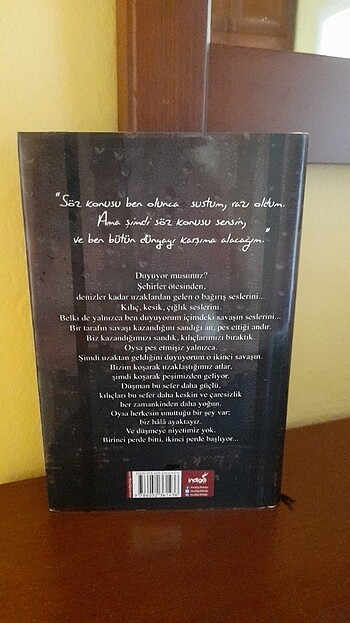 "Söz konusu ben olunca sustum, razı oldum.
Ama şimdi söz konusu sensin,
ve ben bütün dünyayı karşıma alacağım."
Duyuyor musunuz?
Şehirler ötesinden,
denizler kadar uzaklardan gelen o bağırış seslerini...
Kılıç, kesik, çığlık seslerini.
Belki de yalnızca ben duyuyorum içimdeki savaşın seslerini...
Bir tarafın savaşı kazandığını sandığı an, pes ettiği andır.
Biz kazandığımızı sandık, kılıçlarımızı bıraktık.
Oysa pes etmişiz yalnızca.
Şimdi uzaktan geldiğini duyuyorum o ikinci savaşın.
Bizim koşarak uzaklaştığımız atlar,
şimdi koşarak peşimizden geliyor.
Düşman bu sefer daha güçlü,
kılıçları bu sefer daha keskin ve çaresizlik
her zamankinden daha yoğun.
Oysa herkesin unuttuğu bir şey var;
biz hâlâ ayaktayız.
Ve düşmeye niyetimiz yok.
Birinci perde bitti, ikinci perde başlıyor...
indigo
9 786052 361436